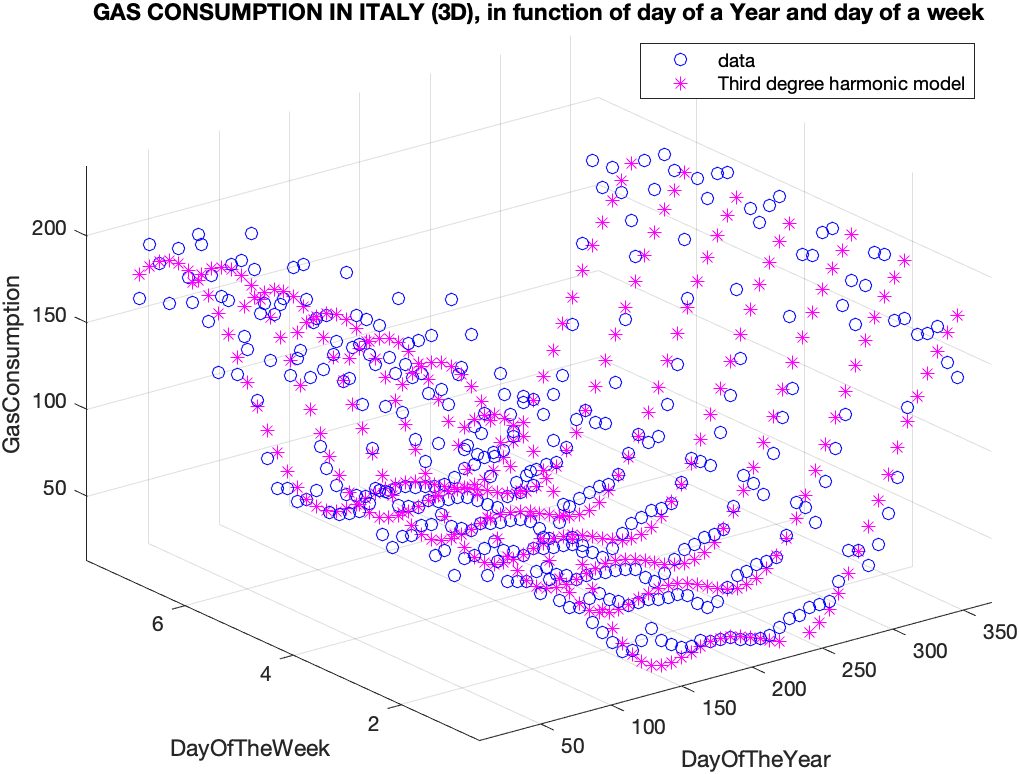 GAS CONSUMPTION IN ITALY (3D), in function of day of a Year and day of a week
data
Third degree harmonic model
200
150
100
50
GasConsumption
6
4
2
DayOfTheWeek
50
100
150
200
250
300
350
DayOfTheYear